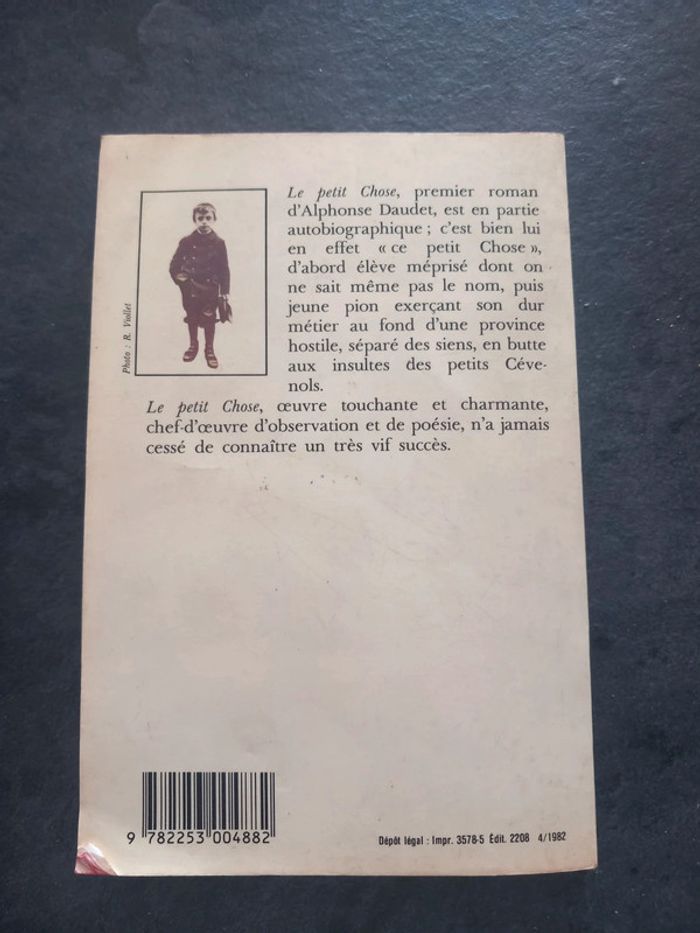 Le petit Chose, premier roman
d'Alphonse Daudet, est en partie
autobiographique ; c'est bien lui
en effet « ce petit Chose »,
d'abord élève méprisé dont on
ne sait même pas le nom, puis
jeune pion exerçant son dur
métier au fond d'une province
hostile, séparé des siens, en butte
aux insultes des petits Céve-
nols.
Photo : R. Viollet
Le petit Chose, œuvre touchante et charmante,
chef-d'œuvre d'observation et de poésie, n'a jamais
cessé de connaître un très vif succès.
9 782253 004882
Dépôt légal : Impr. 3578-5 Édit. 2208 4/1982